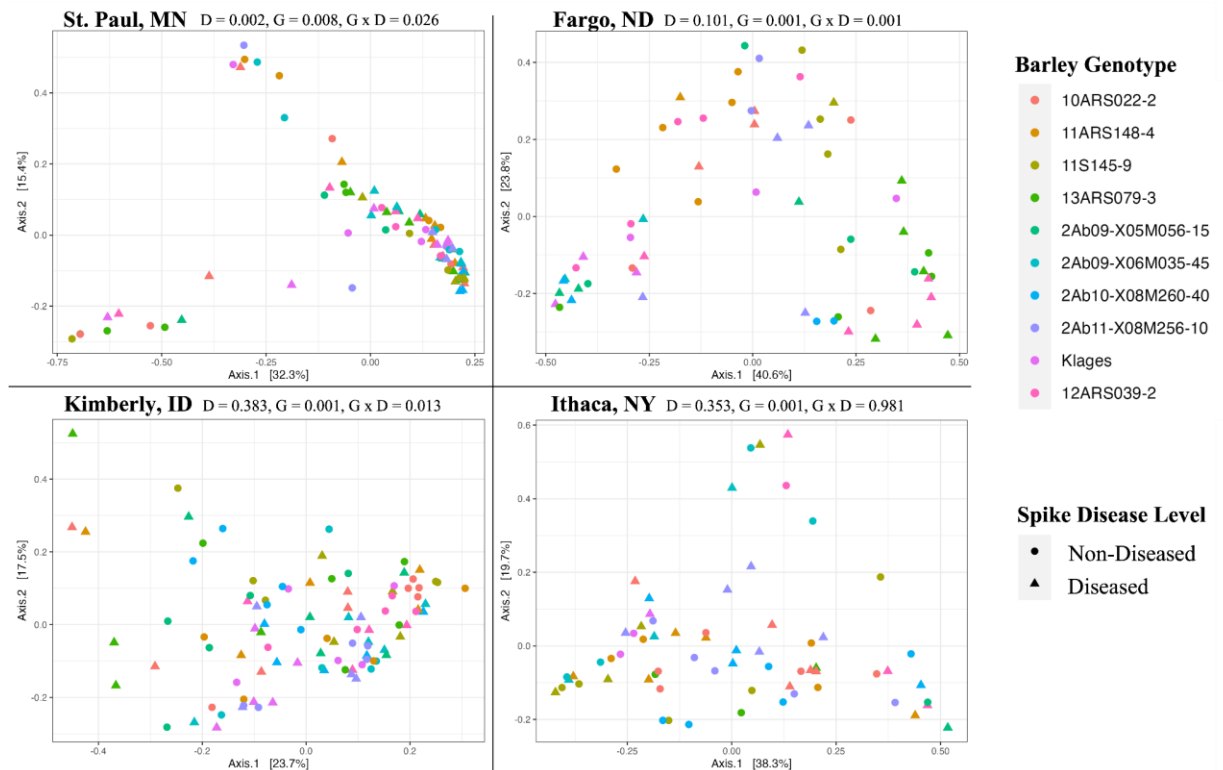 St. Paul, MN D = 0.002, G = 0.008, G x D = 0.026
Axis.2 [15.4%]
0.4
0.2
0.0
-0.2
-0.75 -0.50 -0.25 0.00 0.25
Axis.1 [32.3%]
Fargo, ND D = 0.101, G = 0.001, G x D = 0.001
Axis.2 [23.8%]
0.4
0.2
0.0
-0.2
-0.50 -0.25 0.00 0.25 0.50
Axis.1 [40.6%]
Kimberly, ID D = 0.383, G = 0.001, G x D = 0.013
Axis.2 [17.5%]
0.4
0.2
0.0
-0.2
-0.4 -0.2 0.0 0.2
Axis.1 [23.7%]
Ithaca, NY D = 0.353, G = 0.001, G x D = 0.981
Axis.2 [19.7%]
0.6
0.4
0.2
0.0
-0.2
-0.25 0.00 0.25 0.50
Axis.1 [38.3%]
Barley Genotype
10ARS022-2
11ARS148-4
11S145-9
13ARS079-3
2Ab09-X05M056-15
2Ab09-X06M035-45
2Ab10-X08M260-40
2Ab11-X08M256-10
Klages
12ARS039-2
Spike Disease Level
Non-Diseased
Diseased